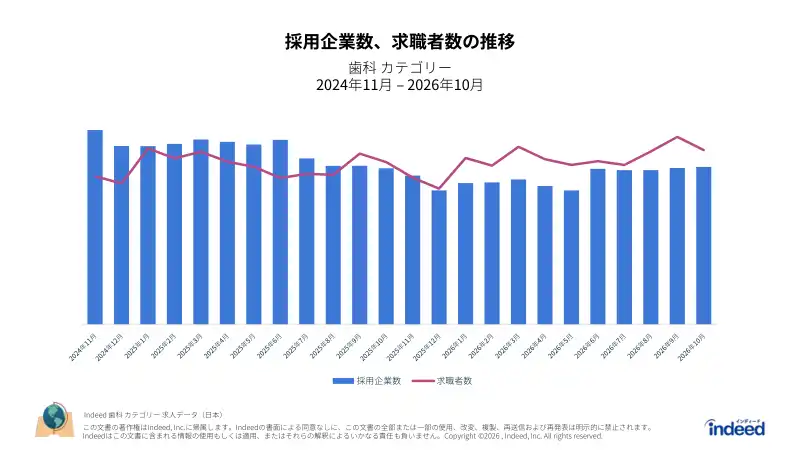 採用企業数、求職者数の推移
歯科 カテゴリー
2024年11月 – 2026年10月
2024年11月
2024年12月
2025年1月
2025年2月
2025年3月
2025年4月
2025年5月
2025年6月
2025年7月
2025年8月
2025年9月
2025年10月
2025年11月
2025年12月
2026年1月
2026年2月
2026年3月
2026年4月
2026年5月
2026年6月
2026年7月
2026年8月
2026年9月
2026年10月
採用企業数 求職者数
Indeed 歯科 カテゴリー 求人データ（日本）
この文書の著作権はIndeed, Inc.に帰属します。Indeedの書面による同意なしに、この文書の全部または一部の使用、改変、複製、再送信および再発表は明示的に禁止されます。
Indeedはこの文書に含まれる情報の使用もしくは適用、またはそれらの解釈によるいかなる責任も負いません。Copyright ©2026 , Indeed, Inc. All rights reserved.
インディード
indeed